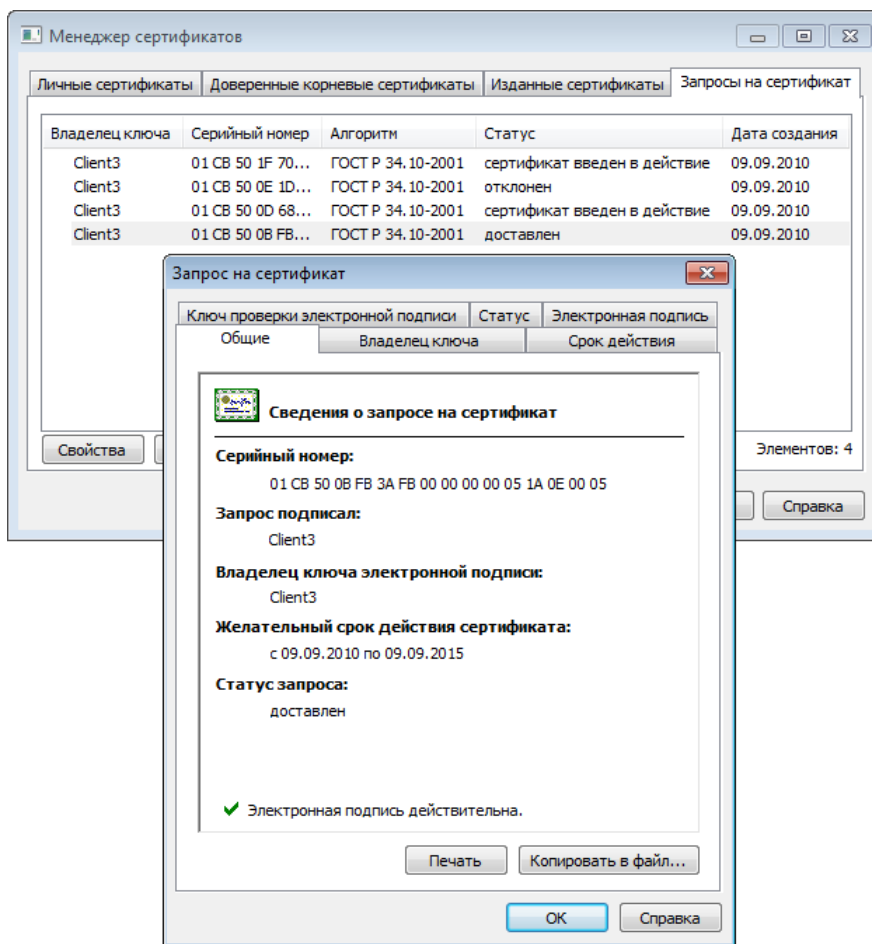 Менеджер сертификатов
Личные сертификаты Доверенные корневые сертификаты Изданные сертификаты Запросы на сертификат
Владелец ключа Серийный номер Алгоритм Статус Дата создания
Client3 01 CB 50 1F 70... ГОСТ Р 34.10-2001 сертификат введен в действие 09.09.2010
Client3 01 CB 50 0E 1D... ГОСТ Р 34.10-2001 отклонен 09.09.2010
Client3 01 CB 50 0D 68... ГОСТ Р 34.10-2001 сертификат введен в действие 09.09.2010
Client3 01 CB 50 0B FB... ГОСТ Р 34.10-2001 доставлен 09.09.2010
Свойства Элементов: 4
Справка
Запрос на сертификат
Ключ проверки электронной подписи Статус Электронная подпись
Общие Владелец ключа Срок действия
Сведения о запросе на сертификат
Серийный номер:
01 CB 50 0B FB 3A FB 00 00 00 00 05 1A 0E 00 05
Запрос подписал:
Client3
Владелец ключа электронной подписи:
Client3
Желательный срок действия сертификата:
с 09.09.2010 по 09.09.2015
Статус запроса:
доставлен
Электронная подпись действительна.
Печать Копировать в файл...
OK Справка